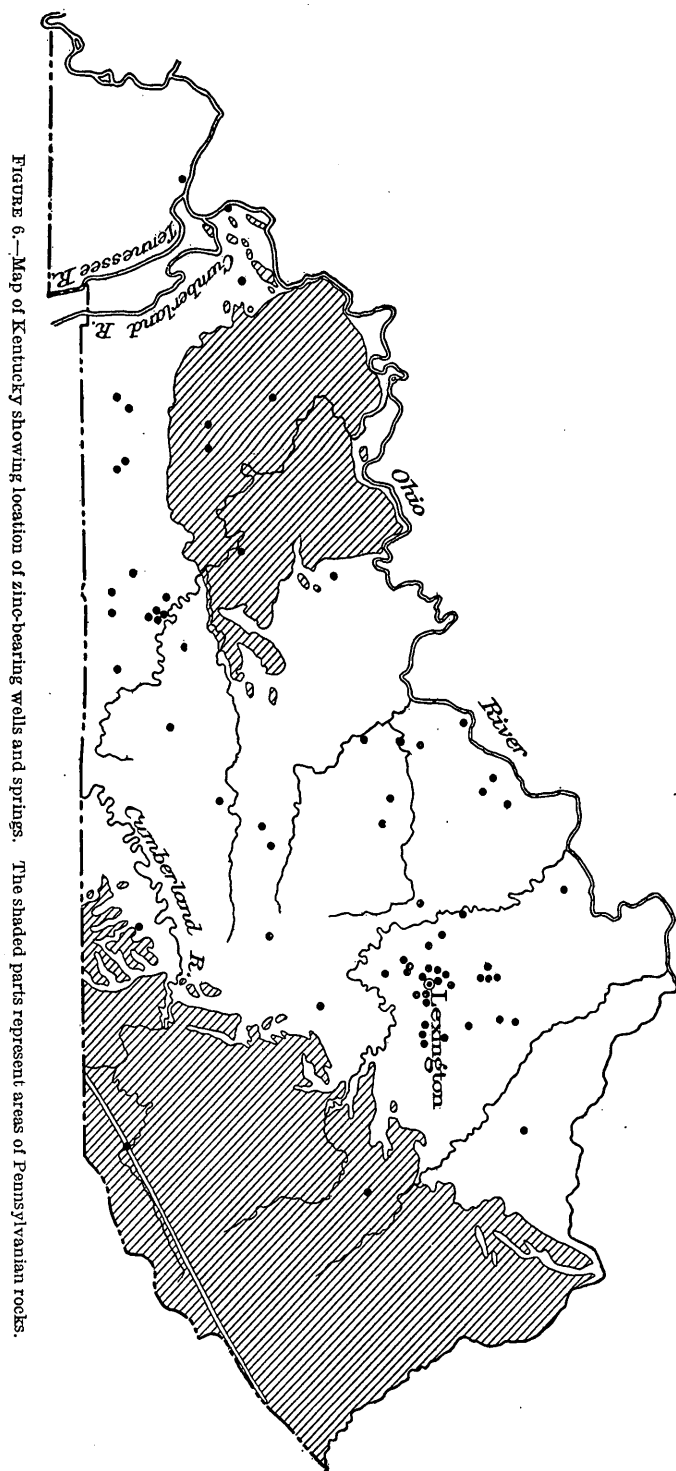 Tennessee R.
Cumberland R.
Ohio
River
Cumberland R.
Lexington
FIGURE 6.—Map of Kentucky showing location of zinc-bearing wells and springs. The shaded parts represent areas of Pennsylvanian rocks.